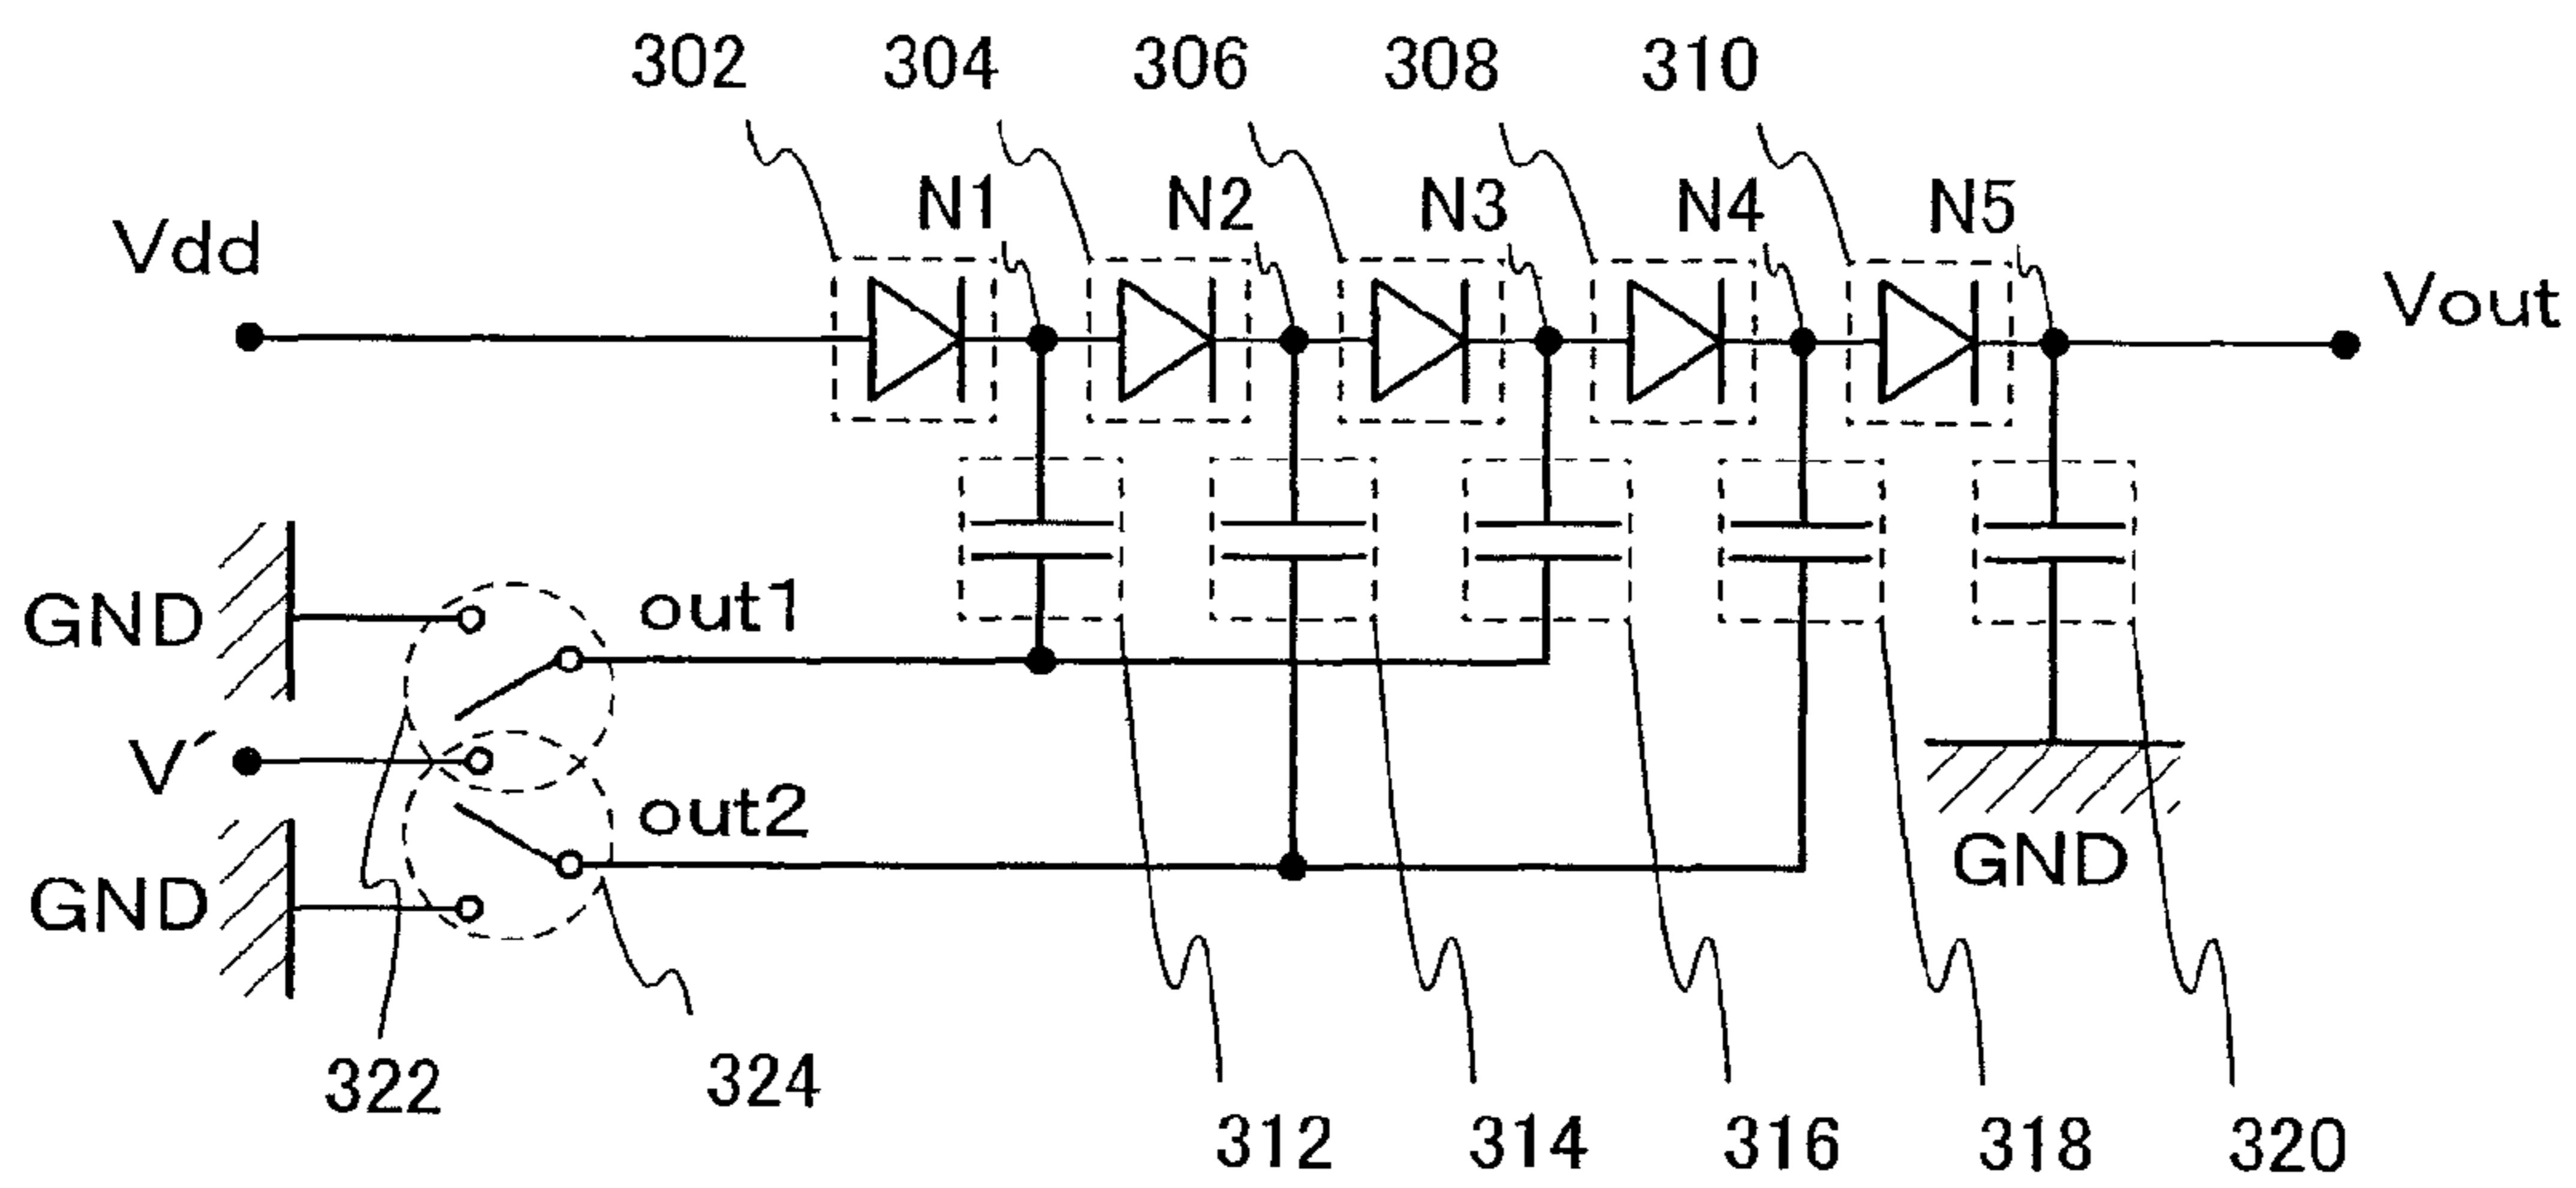 302 304 306 308 310
N1 N2 N3 N4 N5
Vdd
Vout
GND
out1
V´
out2
GND
GND
322
324
312 314 316 318 320